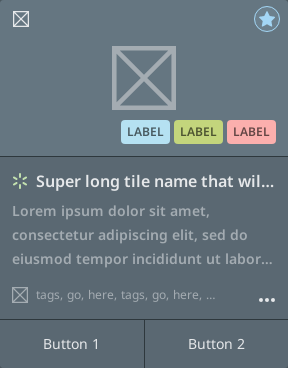 LABEL LABEL LABEL
Super long tile name that wil...
Lorem ipsum dolor sit amet,
consectetur adipiscing elit, sed do
eiusmod tempor incididunt ut labor...
tags, go, here, tags, go, here, ...
Button 1 Button 2